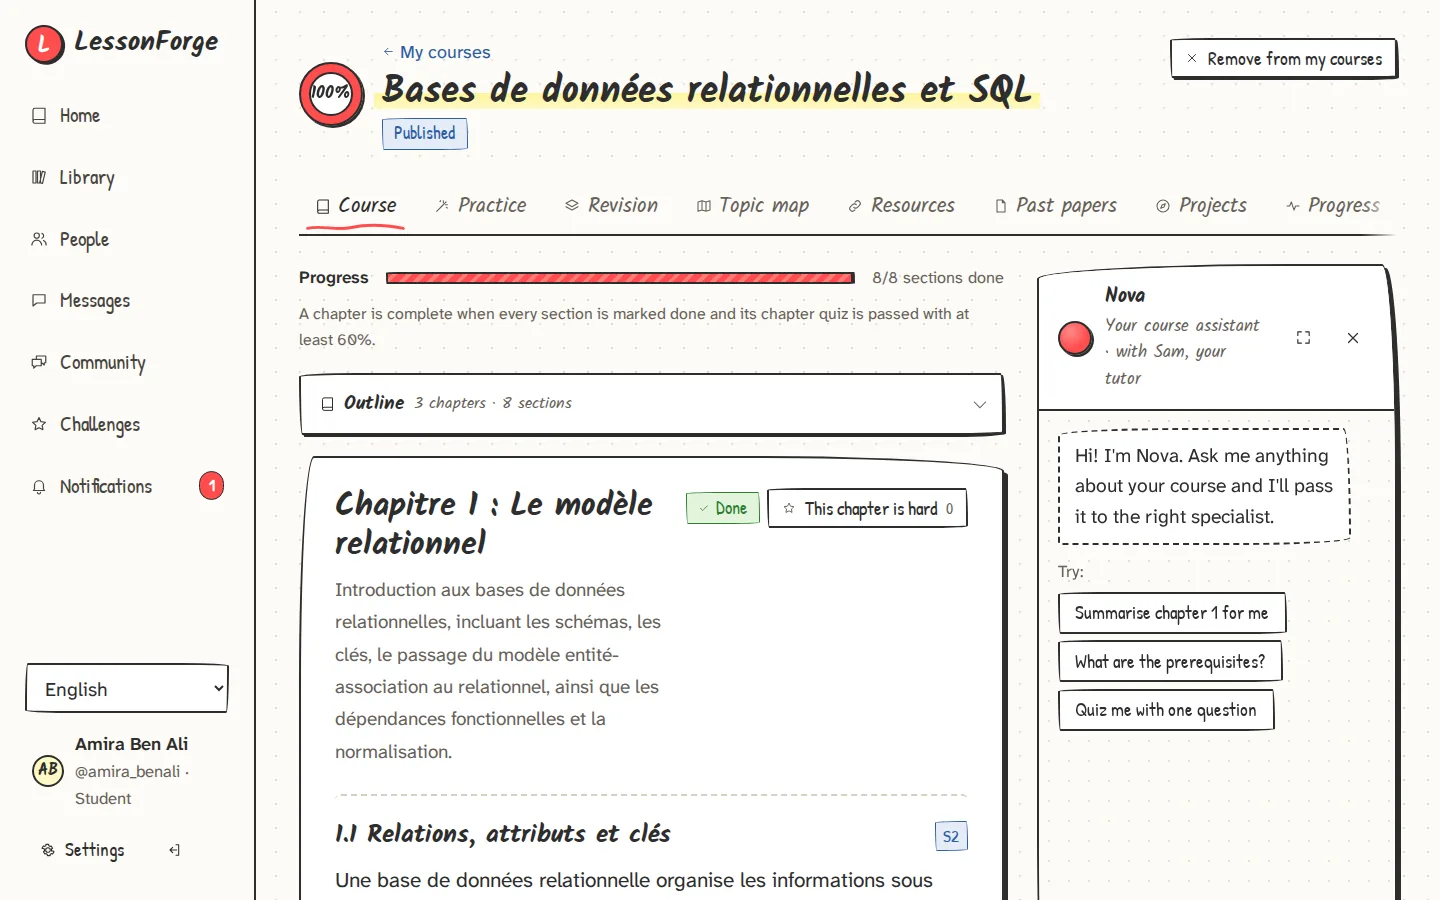 L LessonForge
Home
Library
People
Messages
Community
Challenges
Notifications 1
English
AB
Amira Ben Ali
@amira_benali ·
Student
Settings
← My courses
100%
Bases de données relationnelles et SQL
Published
× Remove from my courses
Course Practice Revision Topic map Resources Past papers Projects Progress
Progress 8/8 sections done
A chapter is complete when every section is marked done and its chapter quiz is passed with at
least 60%.
Outline 3 chapters · 8 sections
Chapitre 1 : Le modèle
relationnel
Done
This chapter is hard 0
Introduction aux bases de données
relationnelles, incluant les schémas, les
clés, le passage du modèle entité-
association au relationnel, ainsi que les
dépendances fonctionnelles et la
normalisation.
1.1 Relations, attributs et clés S2
Une base de données relationnelle organise les informations sous
Nova
Your course assistant
· with Sam, your
tutor
Hi! I'm Nova. Ask me anything
about your course and I'll pass
it to the right specialist.
Try:
Summarise chapter 1 for me
What are the prerequisites?
Quiz me with one question